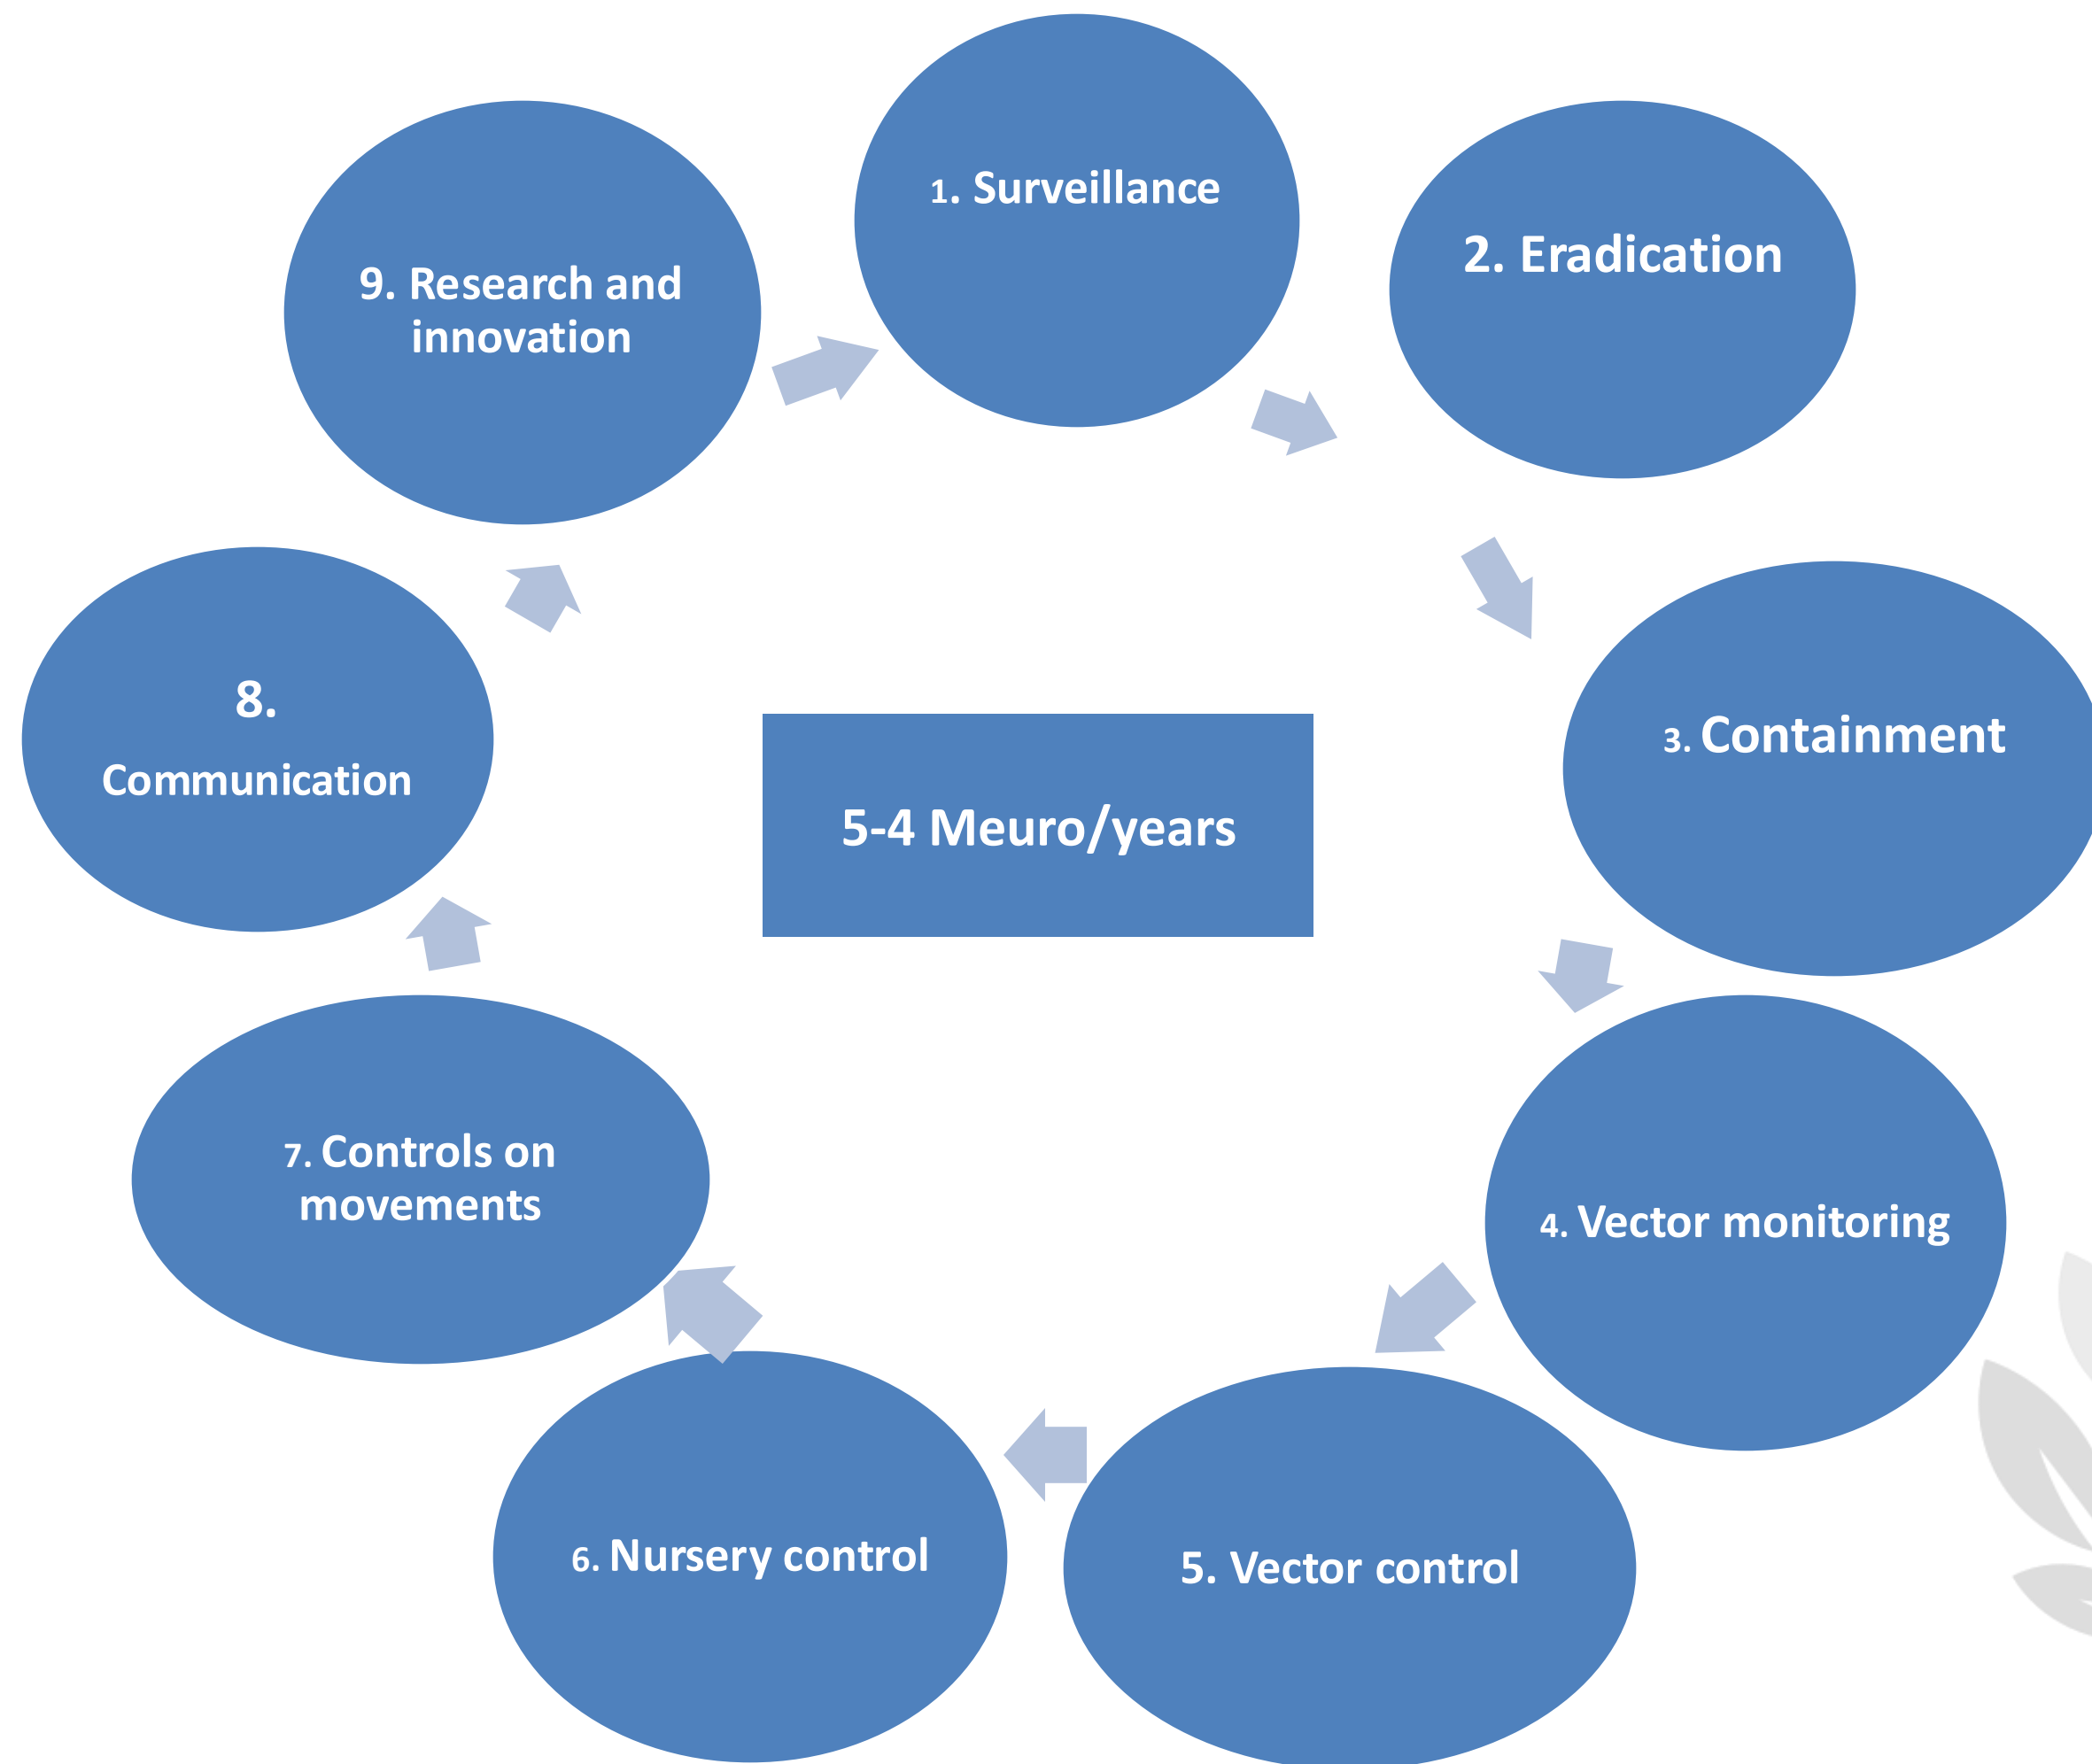 1. Surveillance
2. Eradication
3. Containment
4. Vector monitoring
5. Vector control
6. Nursery control
7. Controls on
movements
8.
Communication
9. Research and
innovation
5-4 Meuro/years